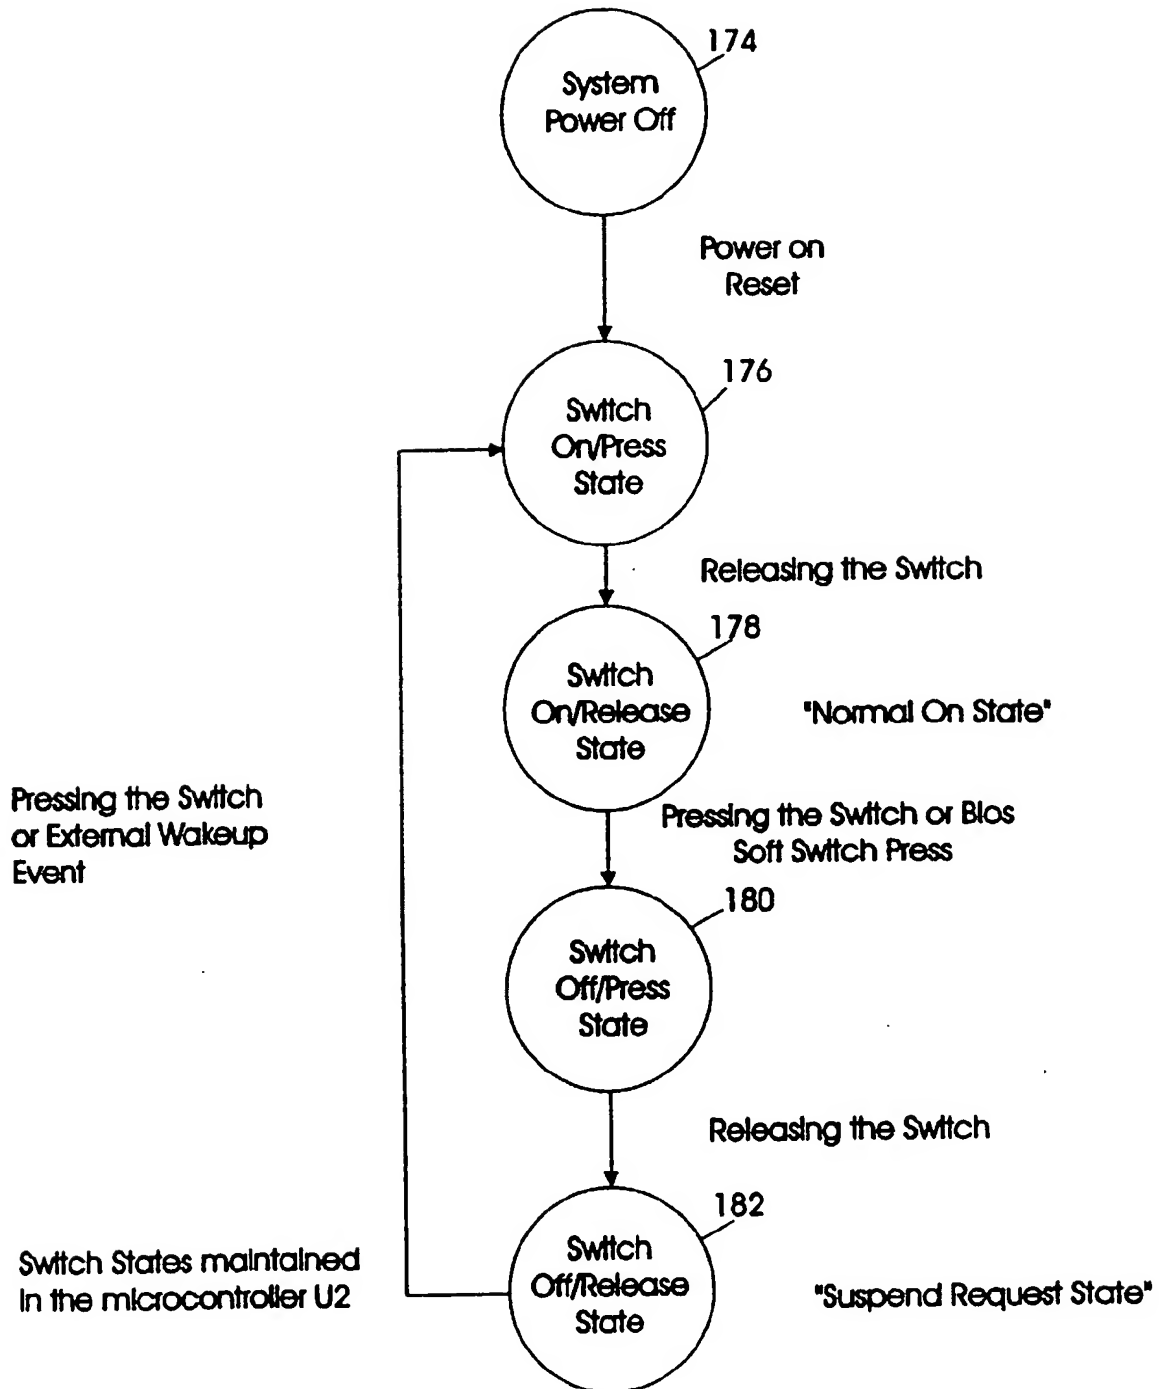 174
System
Power Off
Power on
Reset
176
Switch
On/Press
State
Releasing the Switch
178
Switch
On/Release
State
"Normal On State"
Pressing the Switch
or External Wakeup
Event
Pressing the Switch or Bios
Soft Switch Press
180
Switch
Off/Press
State
Releasing the Switch
182
Switch
Off/Release
State
"Suspend Request State"
Switch States maintained
in the microcontroller U2